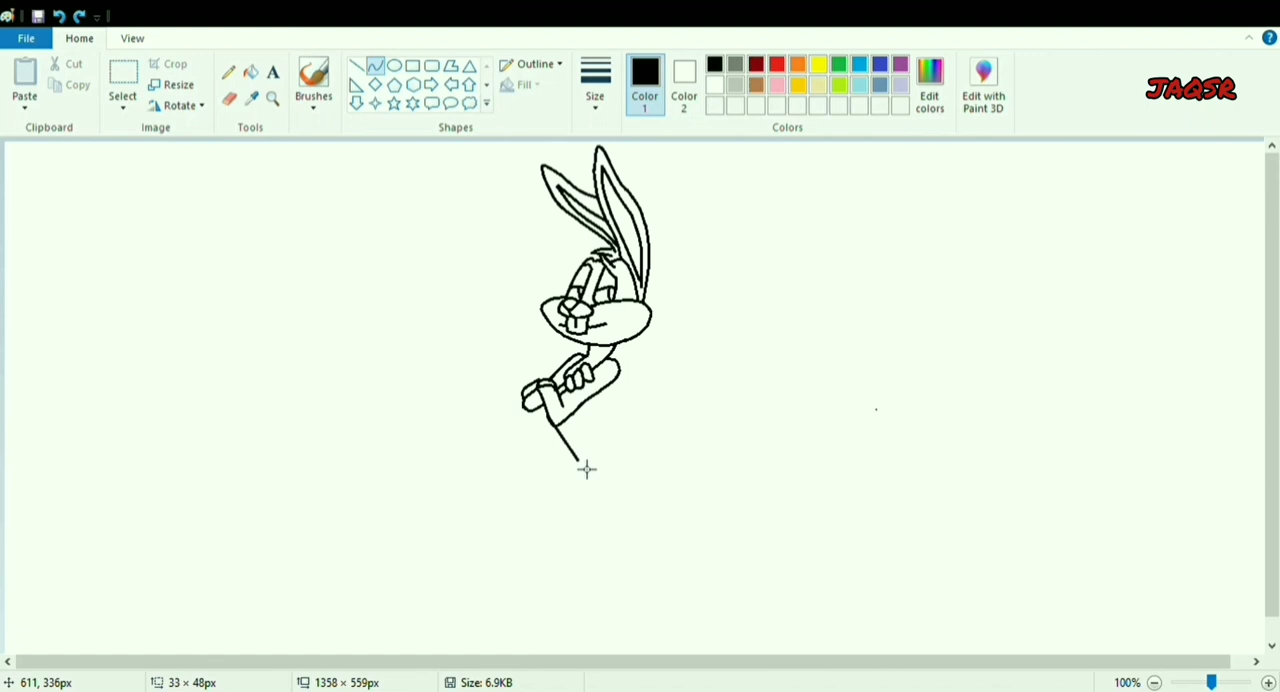 File Home View
Paste Cut Copy Clipboard
Select Crop Resize Rotate Image
Tools
Brushes
Outline Fill Shapes
Size
Color 1 Color 2 Edit colors Colors
Edit with Paint 3D
JAQSR
611, 336px 33 × 48px 1358 × 559px Size: 6.9KB 100%